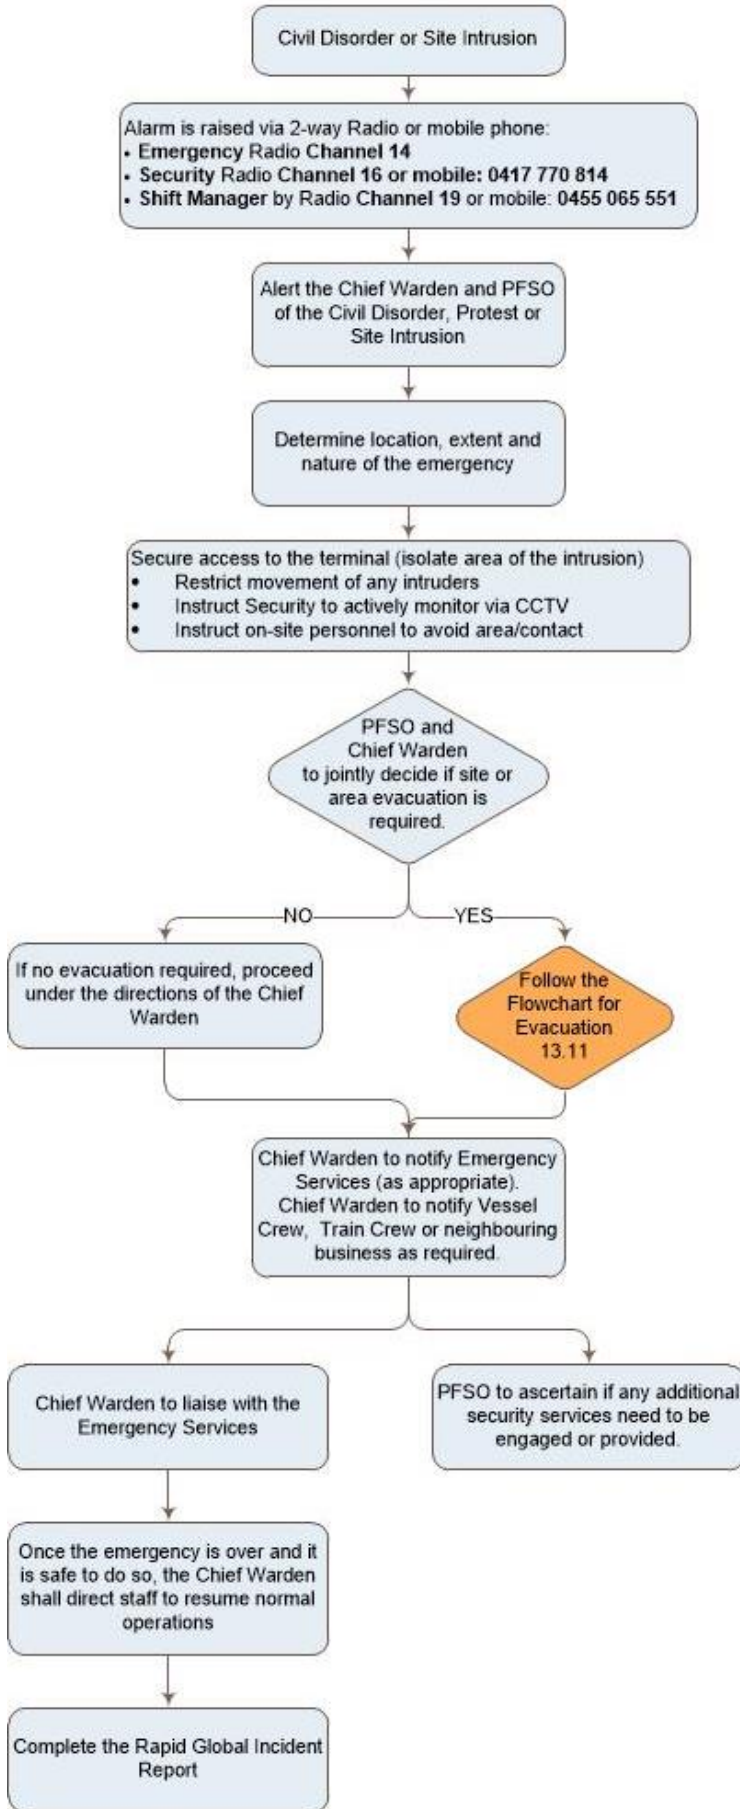 Civil Disorder or Site Intrusion
Alarm is raised via 2-way Radio or mobile phone:
• Emergency Radio Channel 14
• Security Radio Channel 16 or mobile: 0417 770 814
• Shift Manager by Radio Channel 19 or mobile: 0455 065 551
Alert the Chief Warden and PFSO
of the Civil Disorder, Protest or
Site Intrusion
Determine location, extent and
nature of the emergency
Secure access to the terminal (isolate area of the intrusion)
• Restrict movement of any intruders
• Instruct Security to actively monitor via CCTV
• Instruct on-site personnel to avoid area/contact
PFSO and
Chief Warden
to jointly decide if site or
area evacuation is
required.
NO
YES
If no evacuation required, proceed
under the directions of the Chief
Warden
Follow the
Flowchart for
Evacuation
13.11
Chief Warden to notify Emergency
Services (as appropriate).
Chief Warden to notify Vessel
Crew, Train Crew or neighbouring
business as required.
Chief Warden to liaise with the
Emergency Services
PFSO to ascertain if any additional
security services need to be
engaged or provided.
Once the emergency is over and it
is safe to do so, the Chief Warden
shall direct staff to resume normal
operations
Complete the Rapid Global Incident
Report